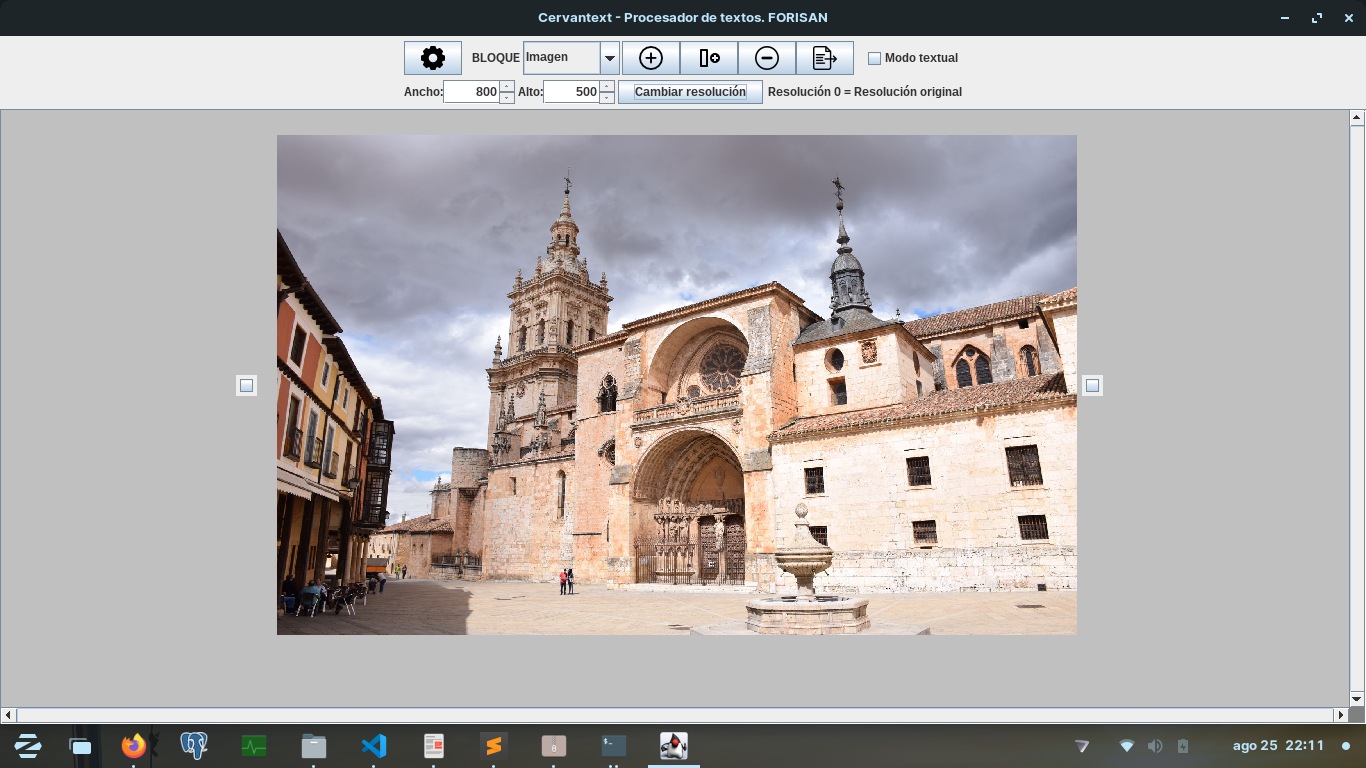 Cervantext - Procesador de textos. FORISAN
BLOQUE Imagen Modo textual
Ancho: 800 Alto: 500 Cambiar resolución Resolución 0 = Resolución original
ago 25 22:11